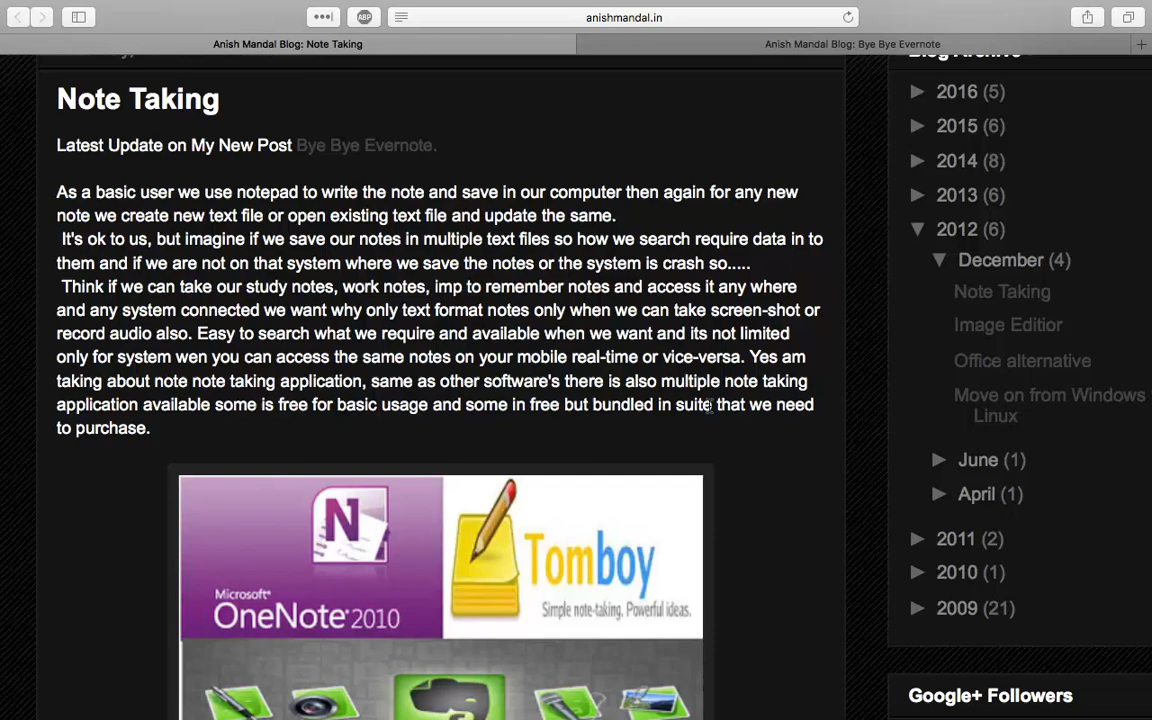 anishmandal.in
Anish Mandal Blog: Note Taking
Anish Mandal Blog: Bye Bye Evernote
ABP
Note Taking
Latest Update on My New Post Bye Bye Evernote.
As a basic user we use notepad to write the note and save in our computer then again for any new
note we create new text file or open existing text file and update the same.
It's ok to us, but imagine if we save our notes in multiple text files so how we search require data in to
them and if we are not on that system where we save the notes or the system is crash so.....
Think if we can take our study notes, work notes, imp to remember notes and access it any where
and any system connected we want why only text format notes only when we can take screen-shot or
record audio also. Easy to search what we require and available when we want and its not limited
only for system wen you can access the same notes on your mobile real-time or vice-versa. Yes am
taking about note note taking application, same as other software's there is also multiple note taking
application available some is free for basic usage and some in free but bundled in suite that we need
to purchase.
N
Microsoft®
OneNote®2010
Tomboy
Simple note-taking. Powerful ideas.
Blog Archive
2016 (5)
2015 (6)
2014 (8)
2013 (6)
2012 (6)
December (4)
Note Taking
Image Editior
Office alternative
Move on from Windows
Linux
June (1)
April (1)
2011 (2)
2010 (1)
2009 (21)
Google+ Followers